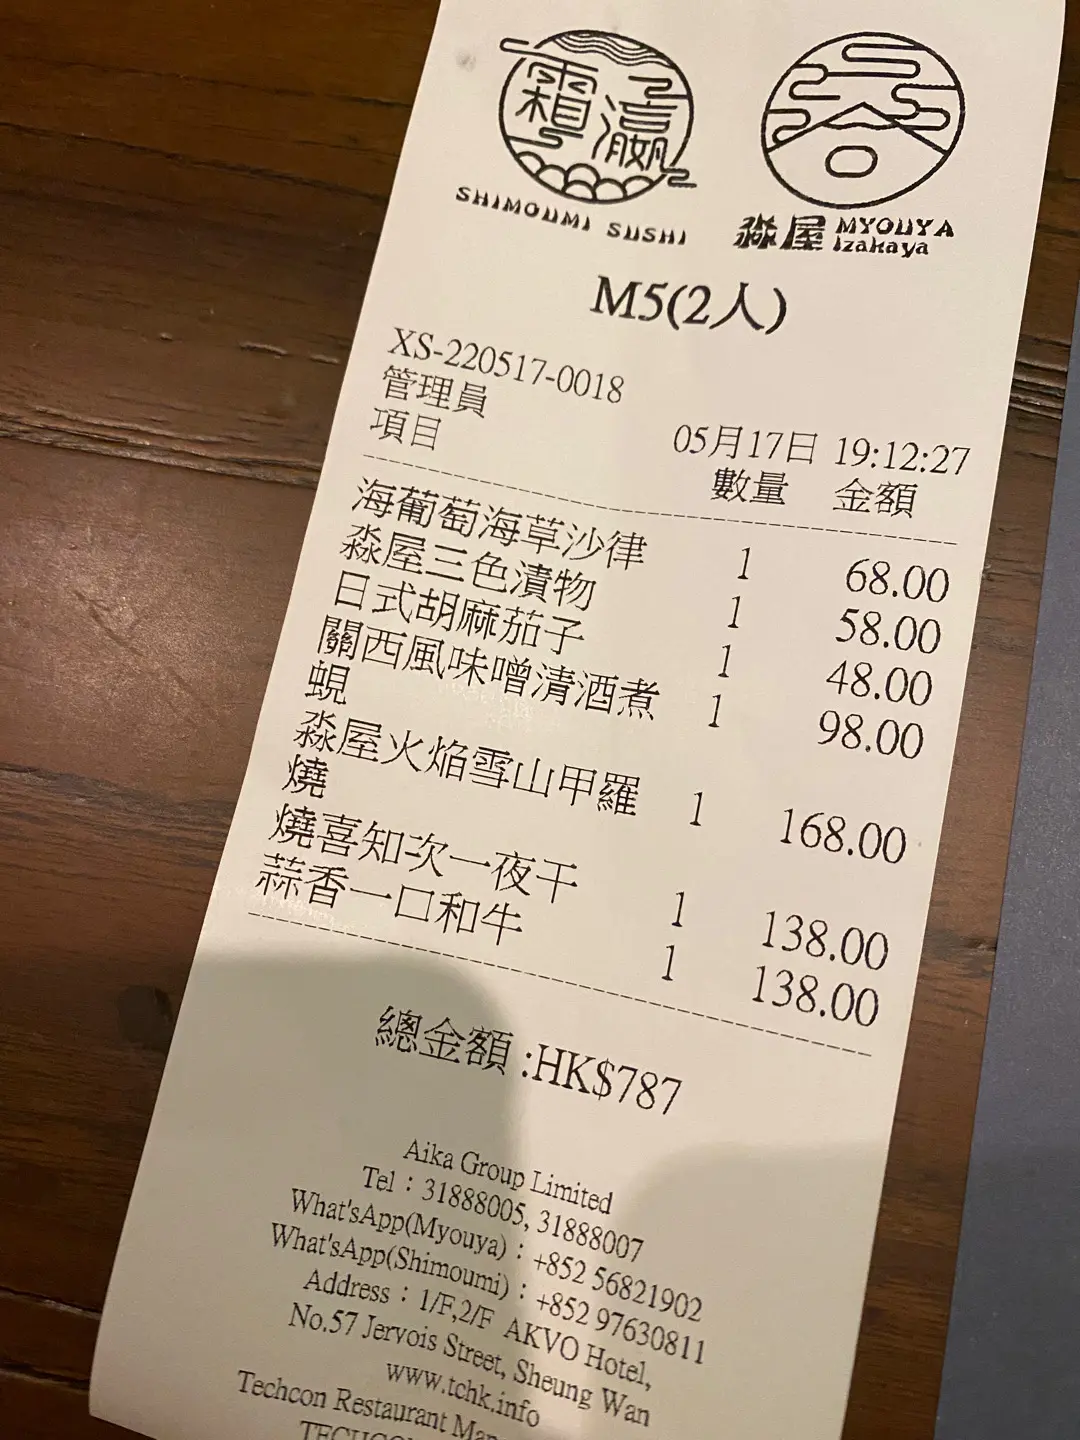 霜瀛
SHIMOUMI SUSHI
淼屋 MYOUYA
Izakaya
M5(2人)
XS-220517-0018
管理員
05月17日 19:12:27
項目 數量 金額
海葡萄海草沙律 1 68.00
淼屋三色漬物 1 58.00
日式胡麻茄子 1 48.00
關西風味噌清酒煮 1 98.00
蜆
淼屋火焰雪山甲羅 1 168.00
燒
燒喜知次一夜干 1 138.00
蒜香一口和牛 1 138.00
總金額 :HK$787
Aika Group Limited
Tel : 31888005, 31888007
What'sApp(Myouya) : +852 56821902
What'sApp(Shimoumi) : +852 97630811
Address : 1/F,2/F AKVO Hotel,
No.57 Jervois Street, Sheung Wan
www.tchk.info
Techcon Restaurant